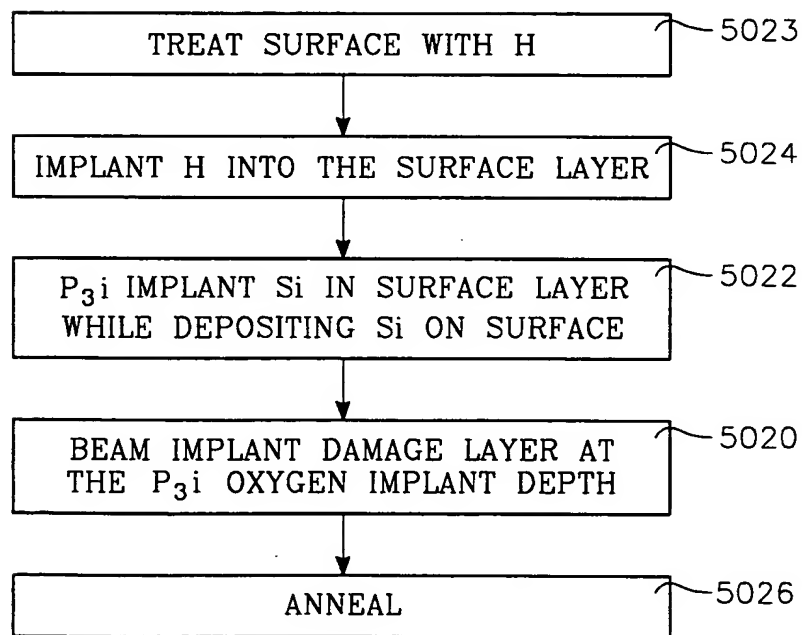 TREAT SURFACE WITH H
5023
IMPLANT H INTO THE SURFACE LAYER
5024
P₃i IMPLANT Si IN SURFACE LAYER
WHILE DEPOSITING Si ON SURFACE
5022
BEAM IMPLANT DAMAGE LAYER AT
THE P₃i OXYGEN IMPLANT DEPTH
5020
ANNEAL
5026